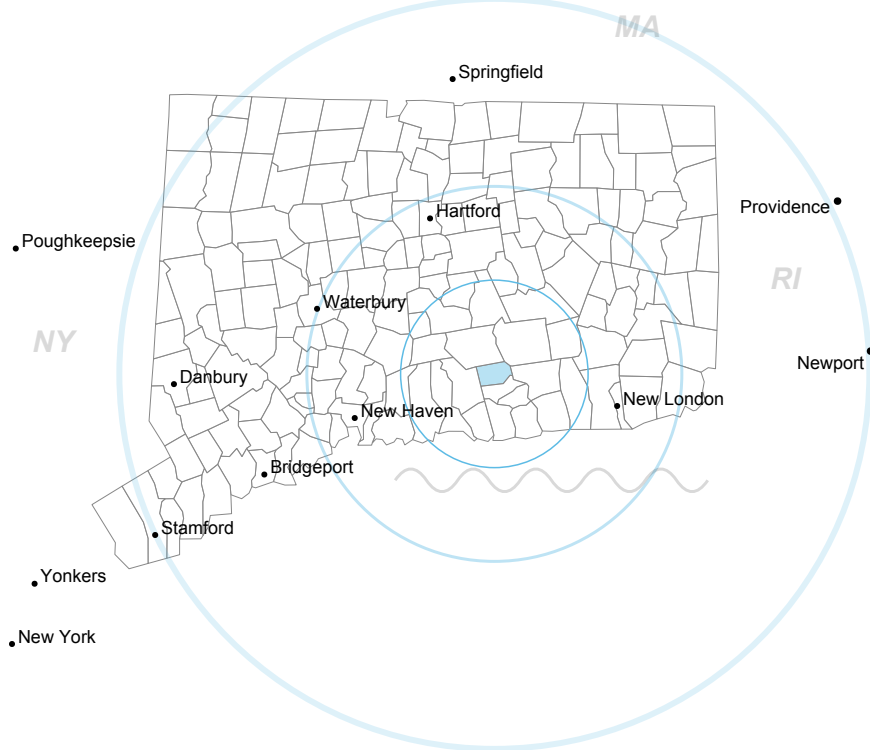 MA
Springfield
Providence
Hartford
Poughkeepsie
RI
Waterbury
NY
Newport
Danbury
New London
New Haven
Bridgeport
Stamford
Yonkers
New York